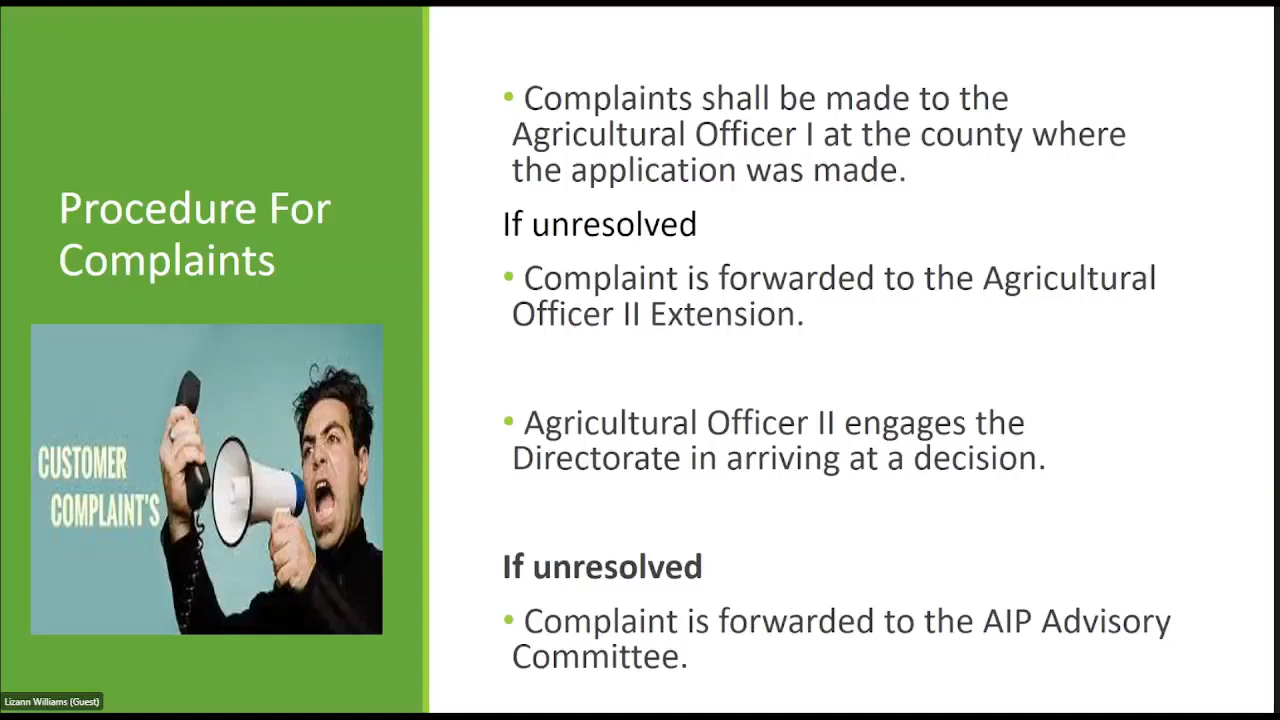 Procedure For
Complaints
CUSTOMER
COMPLAINT'S
• Complaints shall be made to the
Agricultural Officer I at the county where
the application was made.
If unresolved
• Complaint is forwarded to the Agricultural
Officer II Extension.
• Agricultural Officer II engages the
Directorate in arriving at a decision.
If unresolved
• Complaint is forwarded to the AIP Advisory
Committee.
Lizann Williams (Guest)